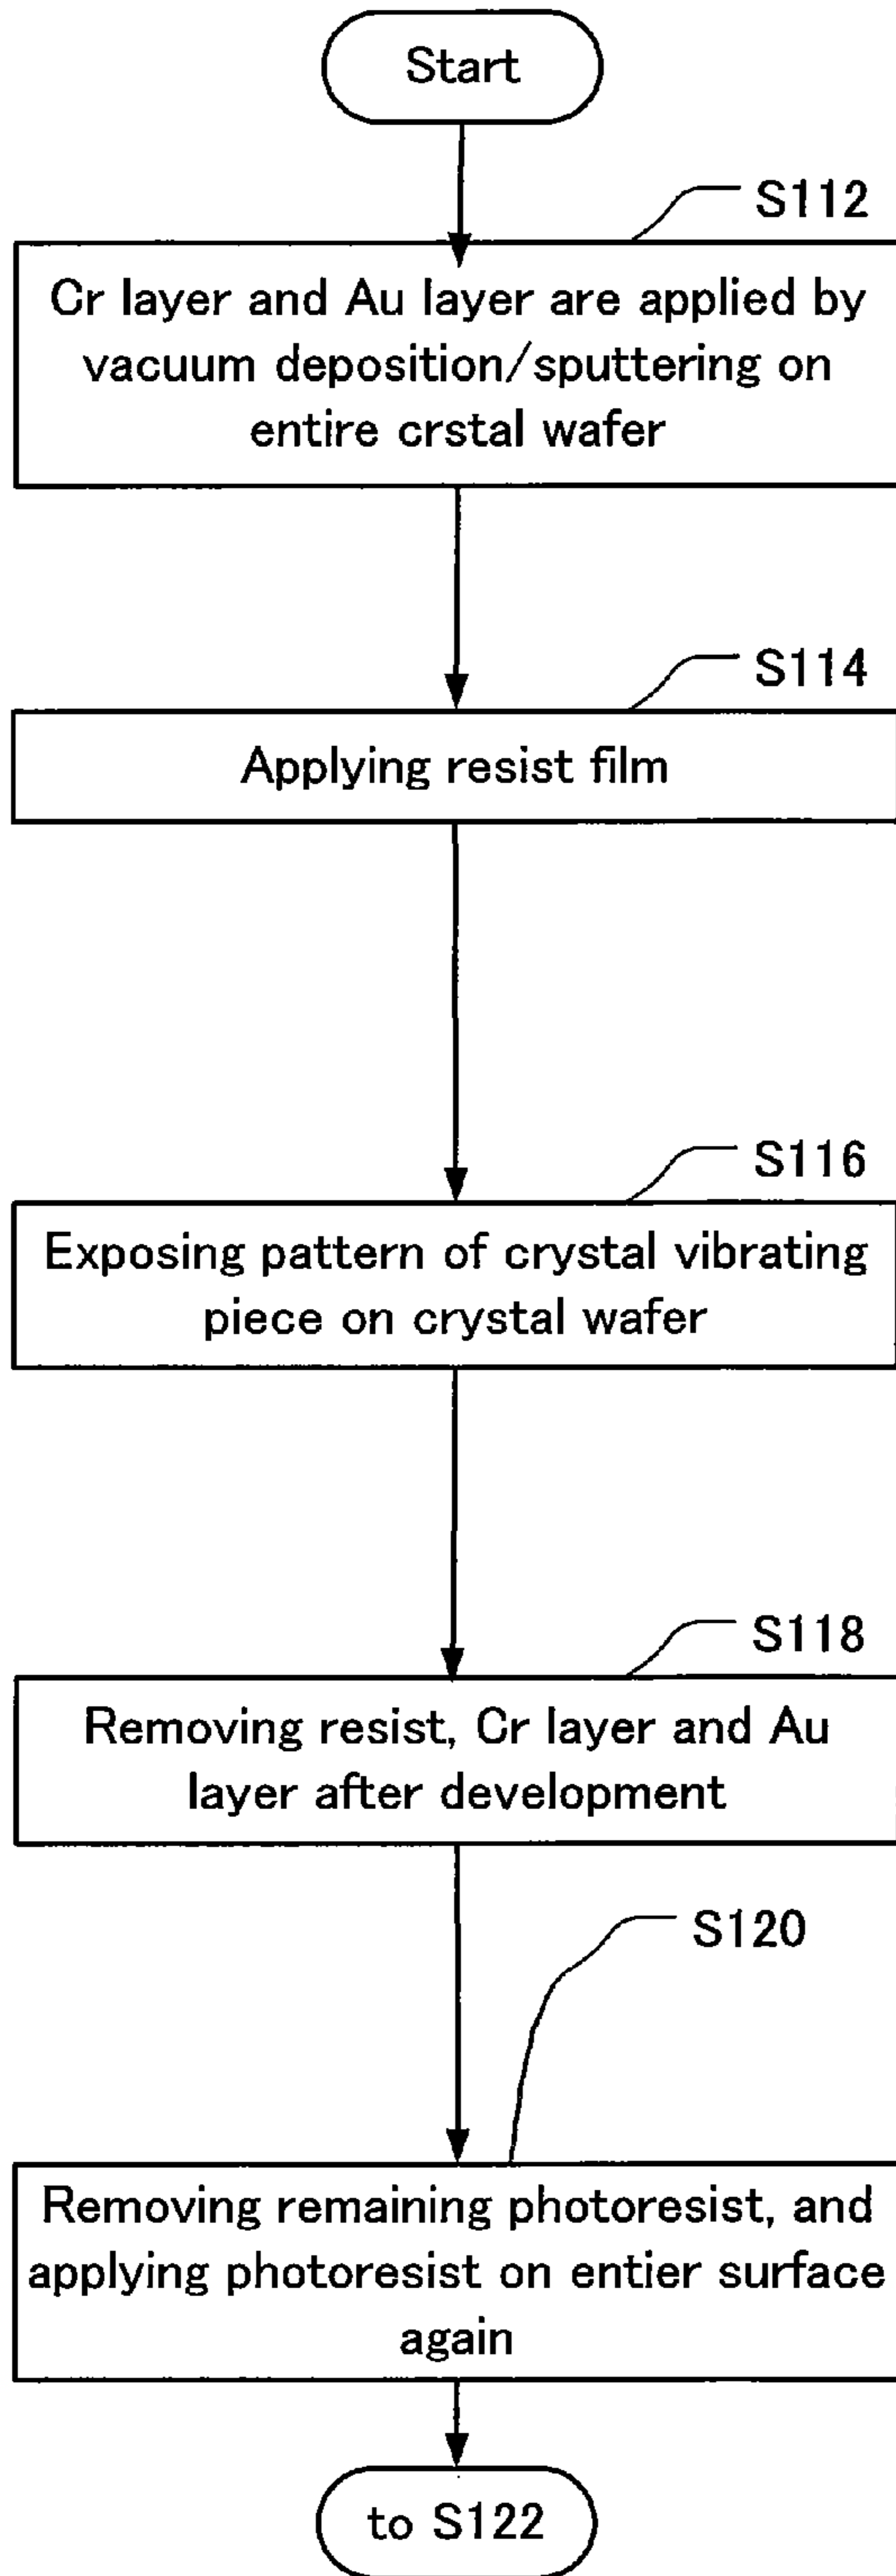 Start
S112
Cr layer and Au layer are applied by
vacuum deposition/sputtering on
entire crstal wafer
S114
Applying resist film
S116
Exposing pattern of crystal vibrating
piece on crystal wafer
S118
Removing resist, Cr layer and Au
layer after development
S120
Removing remaining photoresist, and
applying photoresist on entier surface
again
to S122